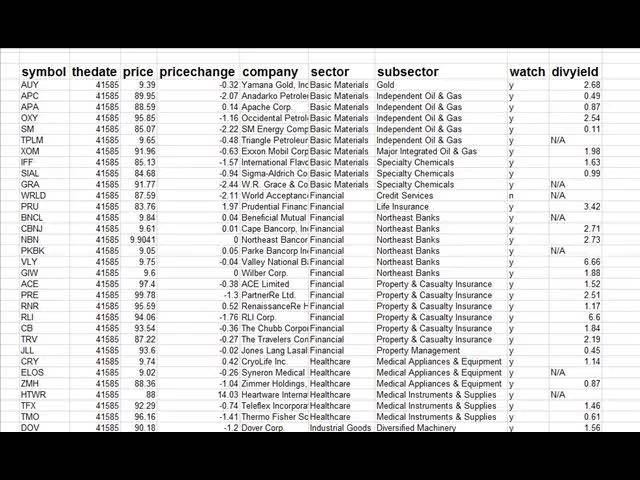 symbol thedate price pricechange company sector subsector watch divyield
AUY 41585 9.39 -0.32 Yamana Gold, Inc Basic Materials Gold y 2.68
APC 41585 89.95 -2.07 Anadarko Petrole Basic Materials Independent Oil & Gas y 0.49
APA 41585 88.59 0.14 Apache Corp. Basic Materials Independent Oil & Gas y 0.87
OXY 41585 95.85 -1.16 Occidental Petrol Basic Materials Independent Oil & Gas y 2.54
SM 41585 85.07 -2.22 SM Energy Comp Basic Materials Independent Oil & Gas y 0.11
TPLM 41585 9.65 -0.48 Triangle Petroleur Basic Materials Independent Oil & Gas y N/A
XOM 41585 91.96 -0.63 Exxon Mobil Corp Basic Materials Major Integrated Oil & Gas y 1.98
IFF 41585 85.13 -1.57 International Flav Basic Materials Specialty Chemicals y 1.63
SIAL 41585 84.68 -0.94 Sigma-Aldrich Co Basic Materials Specialty Chemicals y 0.99
GRA 41585 91.77 -2.44 W.R. Grace & Co Basic Materials Specialty Chemicals y N/A
WRLD 41585 87.59 -2.11 World Acceptanc Financial Credit Services n N/A
PRU 41585 83.76 1.97 Prudential Financ Financial Life Insurance y 3.42
BNCL 41585 9.84 0.04 Beneficial Mutual Financial Northeast Banks y N/A
CBNJ 41585 9.61 0.01 Cape Bancorp, Inc Financial Northeast Banks y 2.71
NBN 41585 9.9041 0 Northeast Bancor Financial Northeast Banks y 2.73
PKBK 41585 9.05 0.05 Parke Bancorp In Financial Northeast Banks y N/A
VLY 41585 9.75 -0.04 Valley National B Financial Northeast Banks y 6.66
GIW 41585 9.6 0 Wilber Corp. Financial Northeast Banks y 1.88
ACE 41585 97.4 -0.38 ACE Limited Financial Property & Casualty Insurance y 1.52
PRE 41585 99.78 -1.3 PartnerRe Ltd. Financial Property & Casualty Insurance y 2.51
RNR 41585 95.59 0.52 RenaissanceRe H Financial Property & Casualty Insurance y 1.17
RLI 41585 94.06 -1.76 RLI Corp. Financial Property & Casualty Insurance y 6.6
CB 41585 93.54 -0.36 The Chubb Corpor Financial Property & Casualty Insurance y 1.84
TRV 41585 87.22 -0.27 The Travelers Con Financial Property & Casualty Insurance y 2.19
JLL 41585 93.6 -0.02 Jones Lang Lasal Financial Property Management y 0.45
CRY 41585 9.74 0.42 CryoLife Inc. Healthcare Medical Appliances & Equipment y 1.14
ELOS 41585 9.02 -0.26 Syneron Medical Healthcare Medical Appliances & Equipment y N/A
ZMH 41585 88.36 -1.04 Zimmer Holdings, Healthcare Medical Appliances & Equipment y 0.87
HTWR 41585 88 14.03 Heartware Interna Healthcare Medical Instruments & Supplies y N/A
TFX 41585 92.29 -0.74 Teleflex Incorpora Healthcare Medical Instruments & Supplies y 1.46
TMO 41585 96.16 -1.41 Thermo Fisher Sc Healthcare Medical Instruments & Supplies y 0.61
DOV 41585 90.18 -1.2 Dover Corp. Industrial Goods Diversified Machinery y 1.56